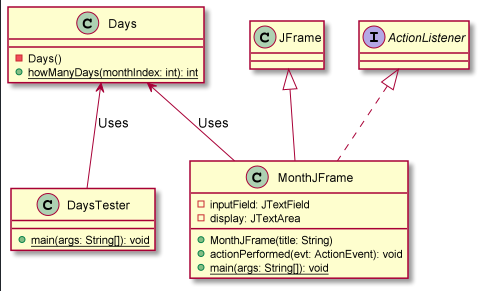 C Days
Days()
howManyDays(monthIndex: int): int
C JFrame
I ActionListener
Uses
Uses
C DaysTester
main(args: String[]): void
C MonthJFrame
inputField: JTextField
display: JTextArea
MonthJFrame(title: String)
actionPerformed(evt: ActionEvent): void
main(args: String[]): void